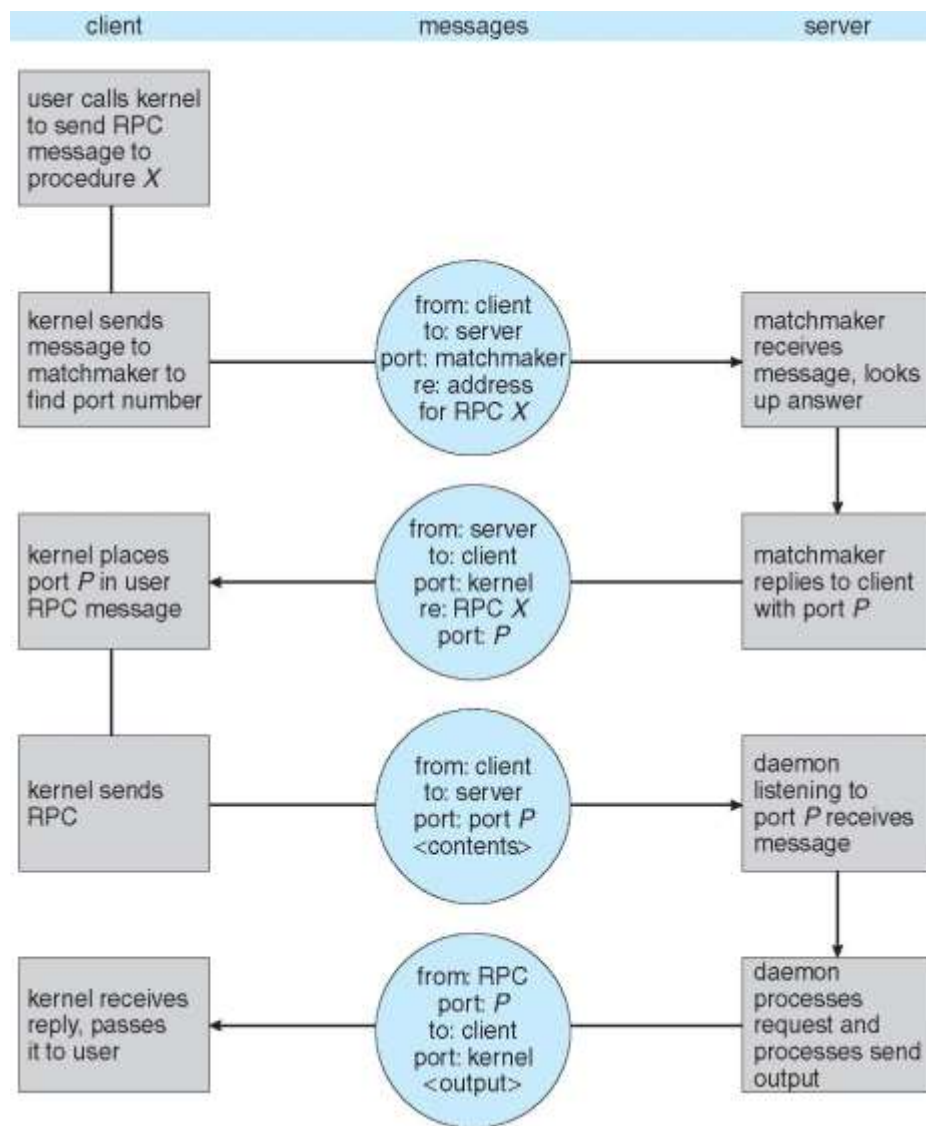 client
messages
server
user calls kernel
to send RPC
message to
procedure X
kernel sends
message to
matchmaker to
find port number
from: client
to: server
port: matchmaker
re: address
for RPC X
matchmaker
receives
message, looks
up answer
kernel places
port P in user
RPC message
from: server
to: client
port: kernel
re: RPC X
port: P
matchmaker
replies to client
with port P
kernel sends
RPC
from: client
to: server
port: port P
<contents>
daemon
listening to
port P receives
message
kernel receives
reply, passes
it to user
from: RPC
port: P
to: client
port: kernel
<output>
daemon
processes
request and
processes send
output